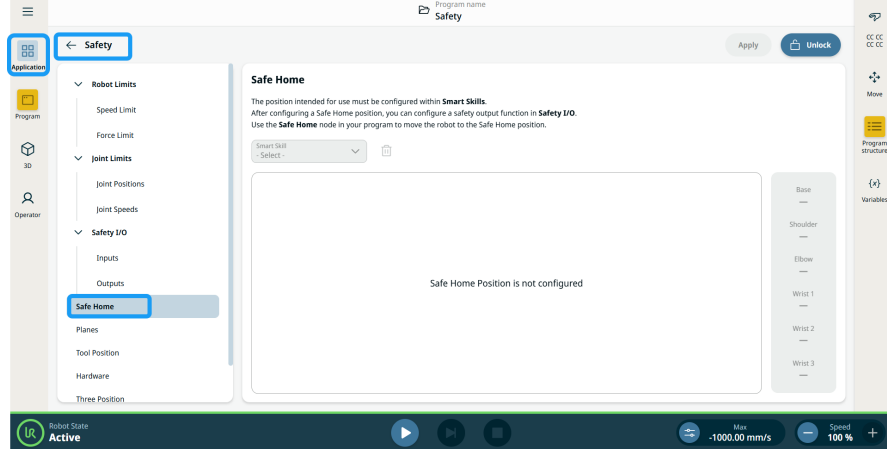 Program name
Safety
Application
Program
3D
Operator
Safety
Apply
Unlock
Robot Limits
Speed Limit
Force Limit
Joint Limits
Joint Positions
Joint Speeds
Safety I/O
Inputs
Outputs
Safe Home
Planes
Tool Position
Hardware
Three Position
Safe Home
The position intended for use must be configured within Smart Skills.
After configuring a Safe Home position, you can configure a safety output function in Safety I/O.
Use the Safe Home node in your program to move the robot to the Safe Home position.
Smart Skill
- Select -
Safe Home Position is not configured
Base
—
Shoulder
—
Elbow
—
Wrist 1
—
Wrist 2
—
Wrist 3
—
CC CC
CC CC
Move
Program
structure
{x}
Variables
UR
Robot State
Active
Max
-1000.00 mm/s
Speed
100 %